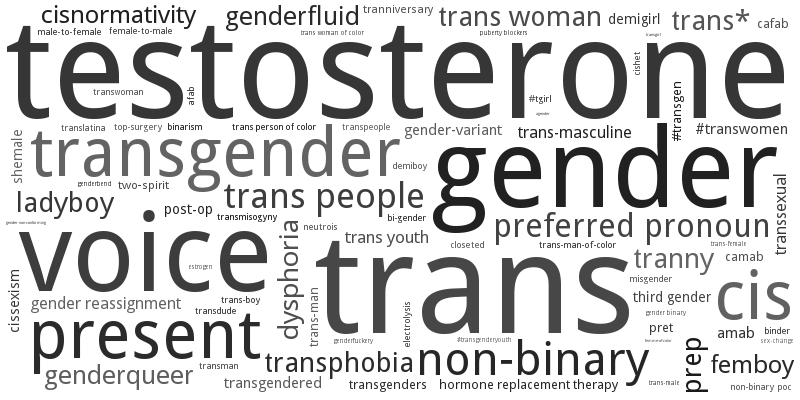 cisnormativity
genderfluid
tranniversary
trans woman
demigirl
trans*
cafab
male-to-female
female-to-male
trans woman of color
puberty blockers
transgirl
testosterone
cishet
transwoman
afab
#tgirl
agender
#transgen
translatina
top-surgery
binarism
trans person of color
transpeople
gender-variant
trans-masculine
#transwomen
shemale
transgender
gender
demiboy
genderbend
two-spirit
trans people
transsexual
ladyboy
post-op
transmisogyny
bi-gender
preferred pronoun
gender-non-conforming
neutrois
trans youth
closeted
trans-man-of-color
trans-female
voice
dysphoria
trans
tranny
camab
estrogen
misgender
cissexism
gender reassignment
trans-boy
trans-man
third gender
cis
transdude
electrolysis
gender binary
present
pret
amab
binder
genderfuckery
#transgenderyouth
sex-change
transman
transphobia
non-binary
prep
femboy
genderqueer
transgendered
transgenders
hormone replacement therapy
trans-male
non-binary poc